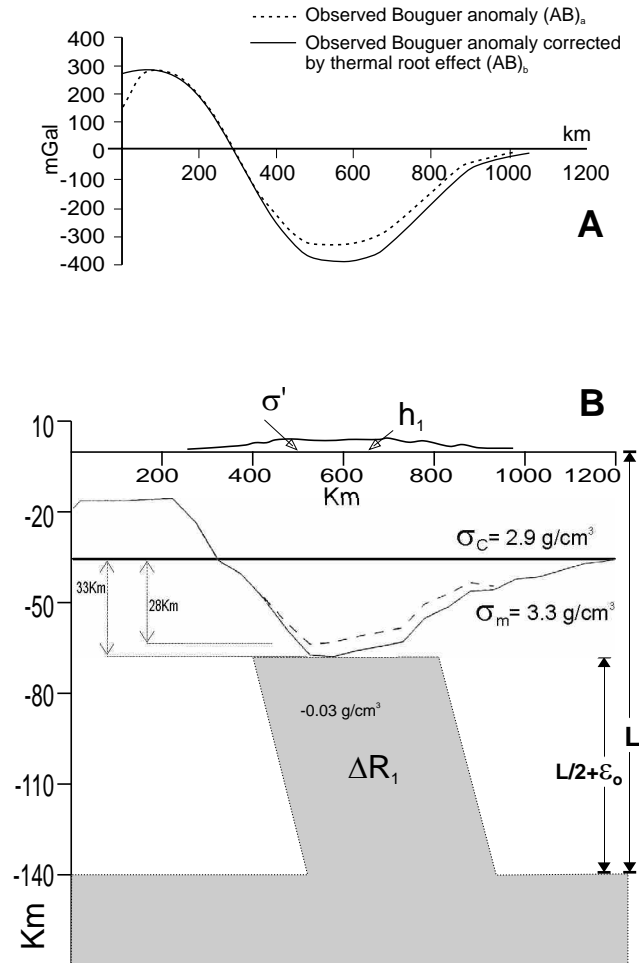 Observed Bouguer anomaly (AB)ₐ
Observed Bouguer anomaly corrected
by thermal root effect (AB)_b
400
300
200
100
0
-100
-200
-300
-400
mGal
200
400
600
800
1000
1200
km
A
B
σ'
h₁
10
-20
-50
-80
-110
-140
Km
200
400
600
800
1000
1200
Km
σ_C= 2.9 g/cm³
33Km
28Km
σ_m= 3.3 g/cm³
-0.03 g/cm³
ΔR₁
L
L/2+εₒ